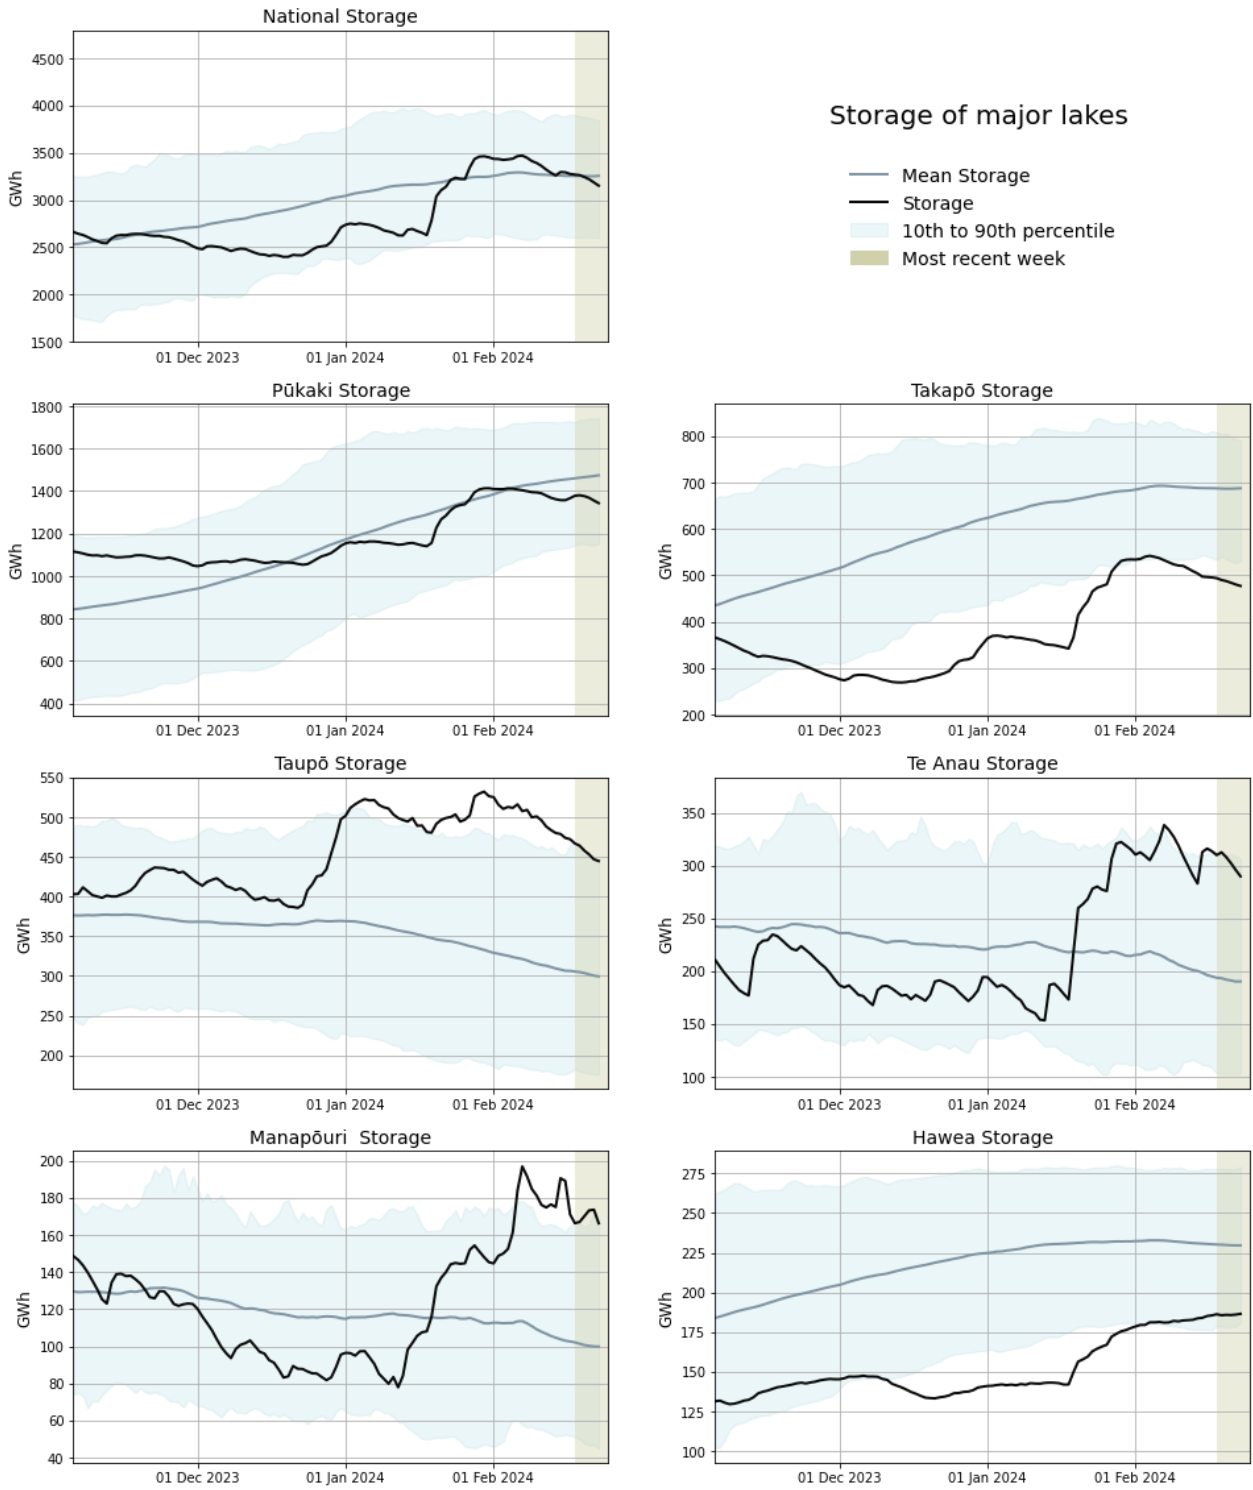 National Storage
GWh
4500
4000
3500
3000
2500
2000
1500
01 Dec 2023 01 Jan 2024 01 Feb 2024
Storage of major lakes
Mean Storage
Storage
10th to 90th percentile
Most recent week
Pūkaki Storage
GWh
1800
1600
1400
1200
1000
800
600
400
01 Dec 2023 01 Jan 2024 01 Feb 2024
Takapō Storage
GWh
800
700
600
500
400
300
200
01 Dec 2023 01 Jan 2024 01 Feb 2024
Taupō Storage
GWh
550
500
450
400
350
300
250
200
01 Dec 2023 01 Jan 2024 01 Feb 2024
Te Anau Storage
GWh
350
300
250
200
150
100
01 Dec 2023 01 Jan 2024 01 Feb 2024
Manapōuri  Storage
GWh
200
180
160
140
120
100
80
60
40
01 Dec 2023 01 Jan 2024 01 Feb 2024
Hawea Storage
GWh
275
250
225
200
175
150
125
100
01 Dec 2023 01 Jan 2024 01 Feb 2024